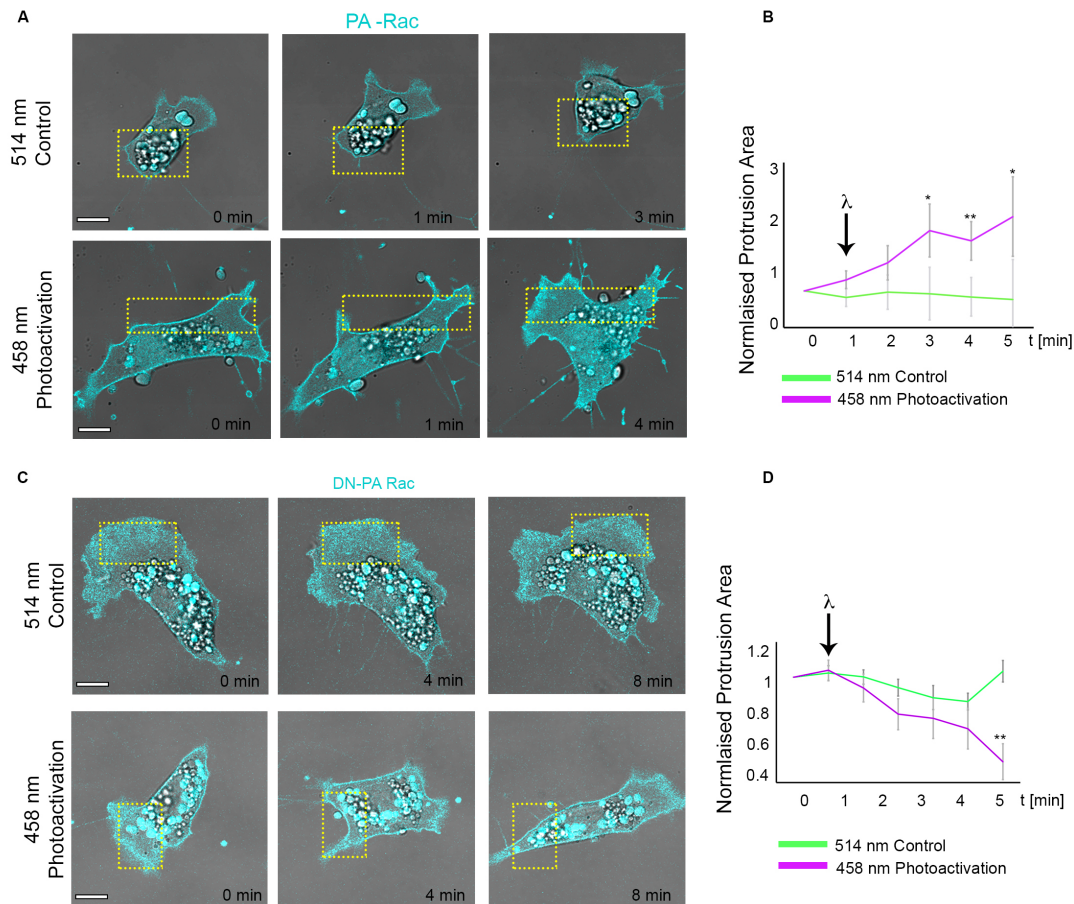 A
PA -Rac
B
514 nm
Control
0 min
1 min
3 min
458 nm
Photoactivation
0 min
1 min
4 min
Normlaised Protrusion Area
3
2
1
0
λ
*
**
*
0 1 2 3 4 5 t [min]
514 nm Control
458 nm Photoactivation
C
DN-PA Rac
D
514 nm
Control
0 min
4 min
8 min
458 nm
Photoactivation
0 min
4 min
8 min
Normlaised Protrusion Area
1.2
1
0.8
0.6
0.4
λ
**
0 1 2 3 4 5 t [min]
514 nm Control
458 nm Photoactivation